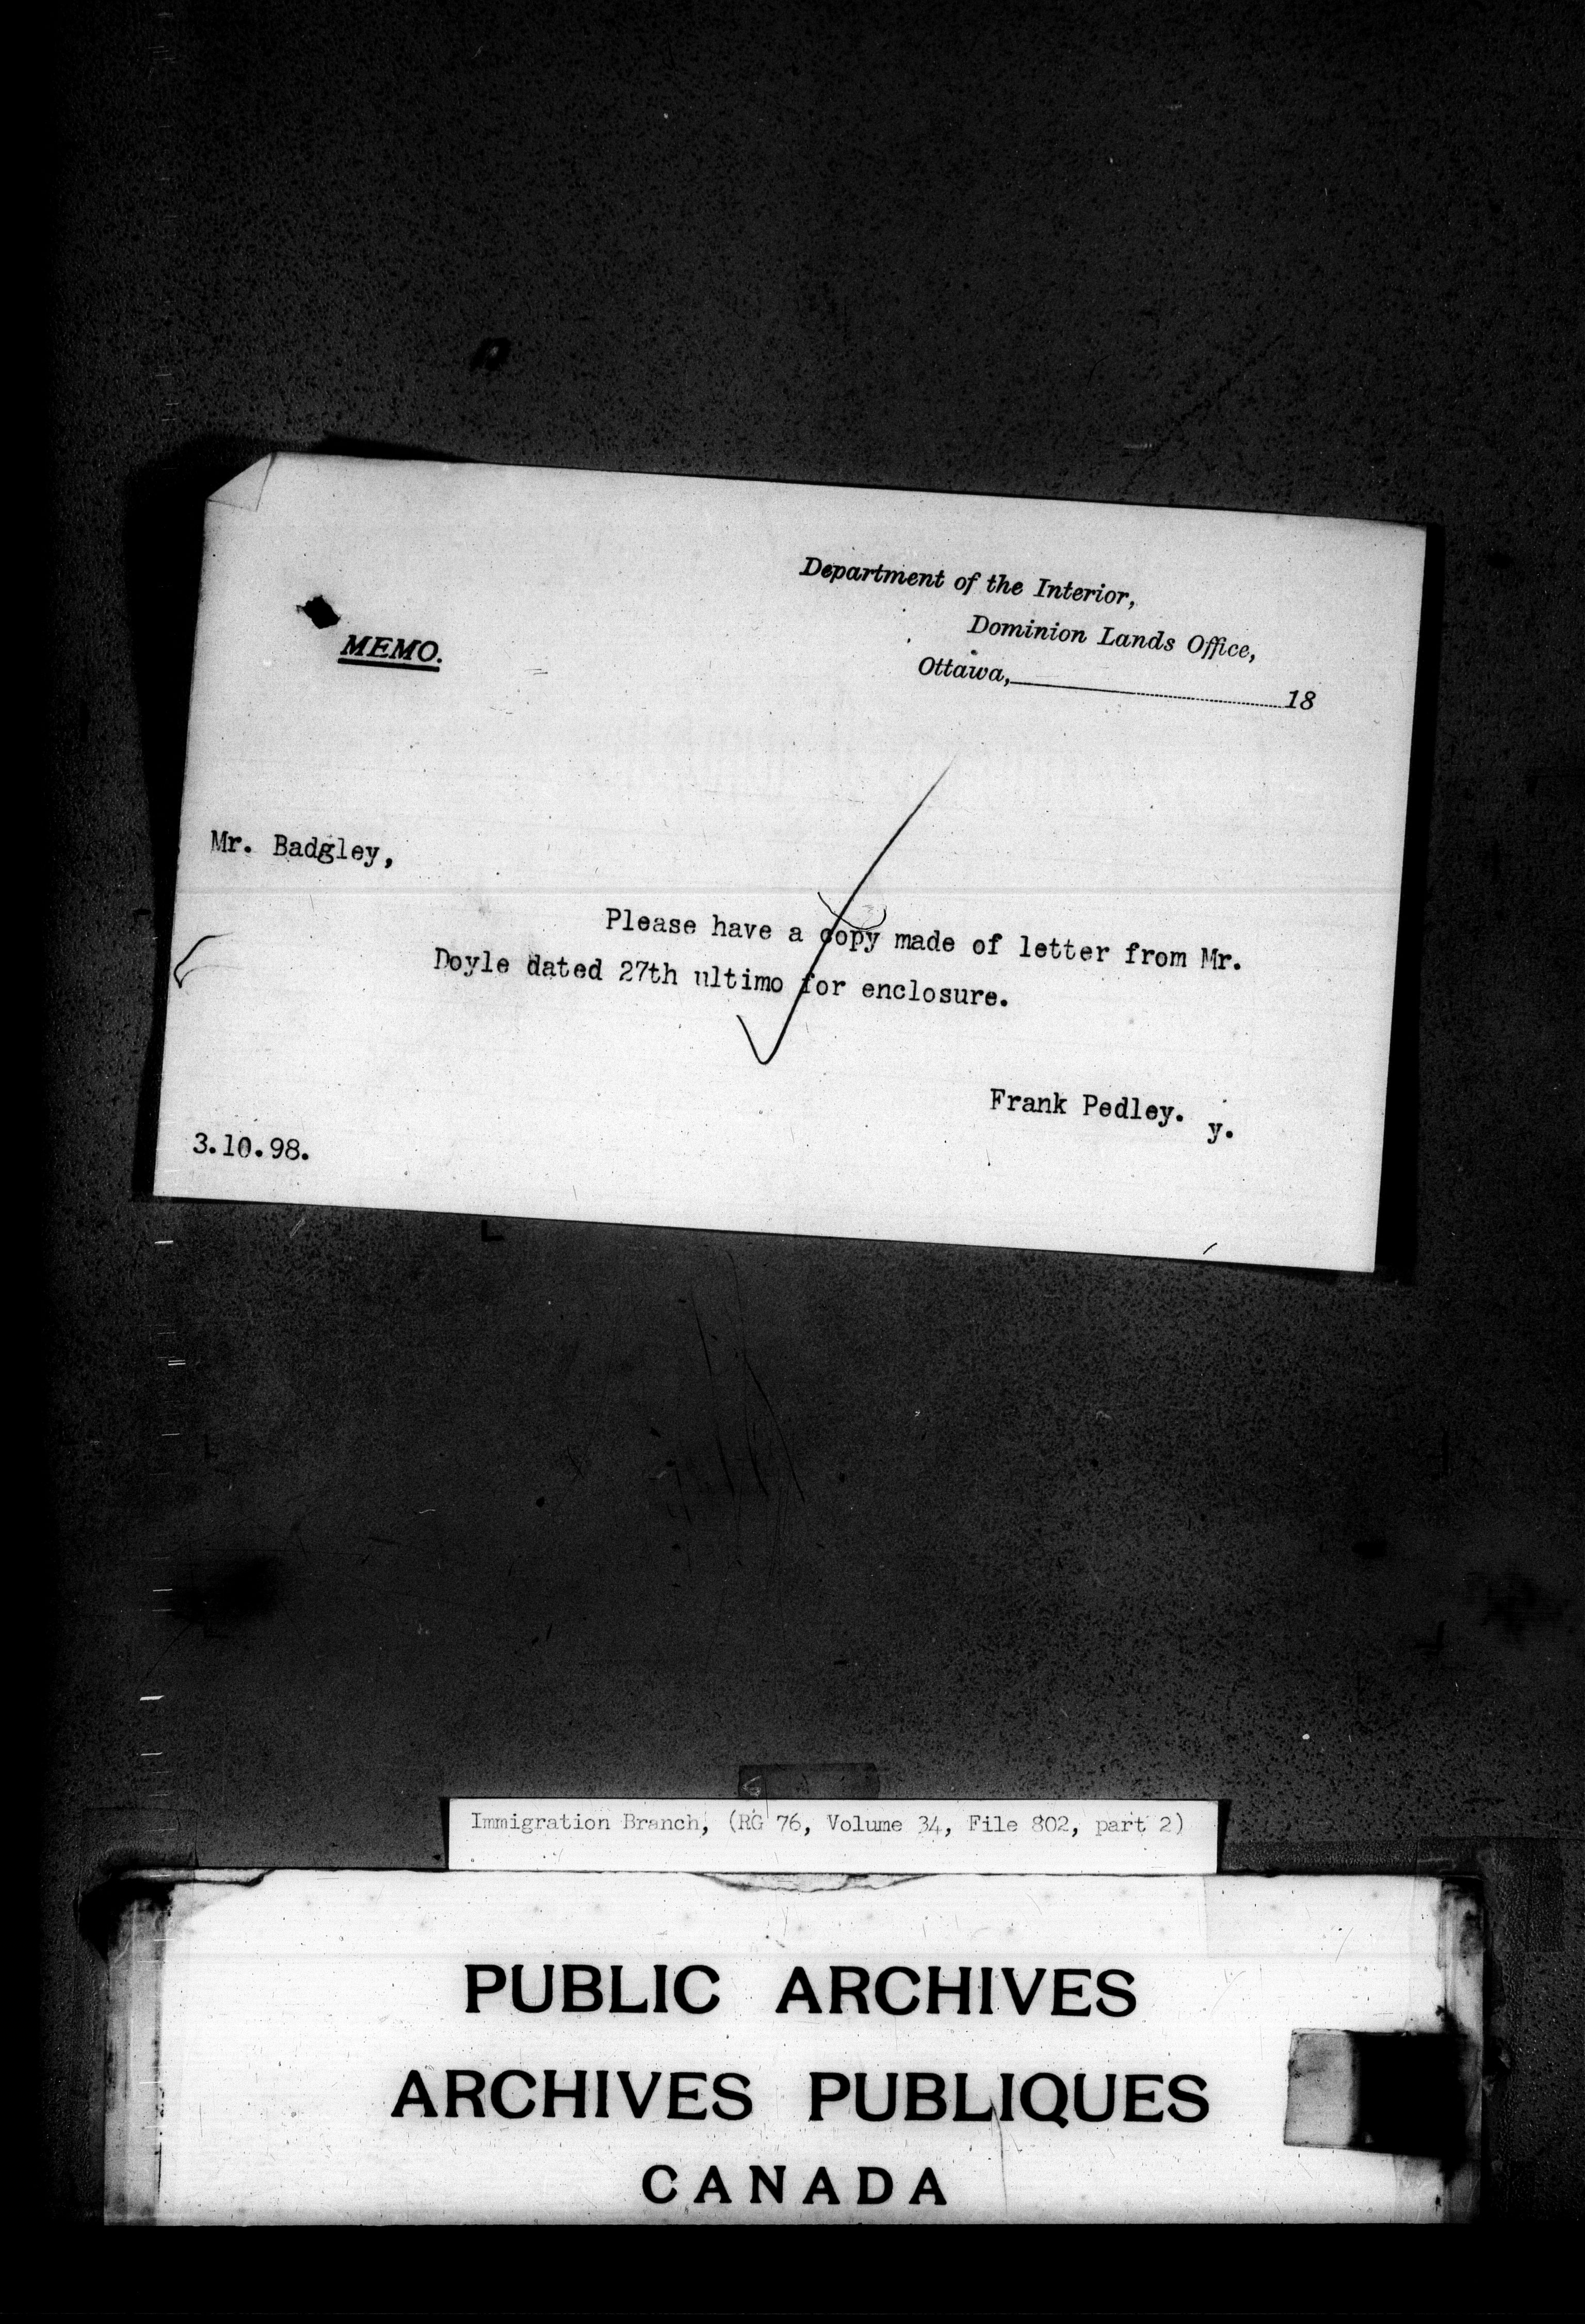 Department of the Interior,
Dominion Lands Office,
MEMO.
Ottawa, 18
Mr. Badgley,
Please have a copy made of letter from Mr.
Doyle dated 27th ultimo for enclosure.
Frank Pedley.
y.
3.10.98.
Immigration Branch, (RG 76, Volume 34, File 802, part 2)
PUBLIC ARCHIVES
ARCHIVES PUBLIQUES
CANADA